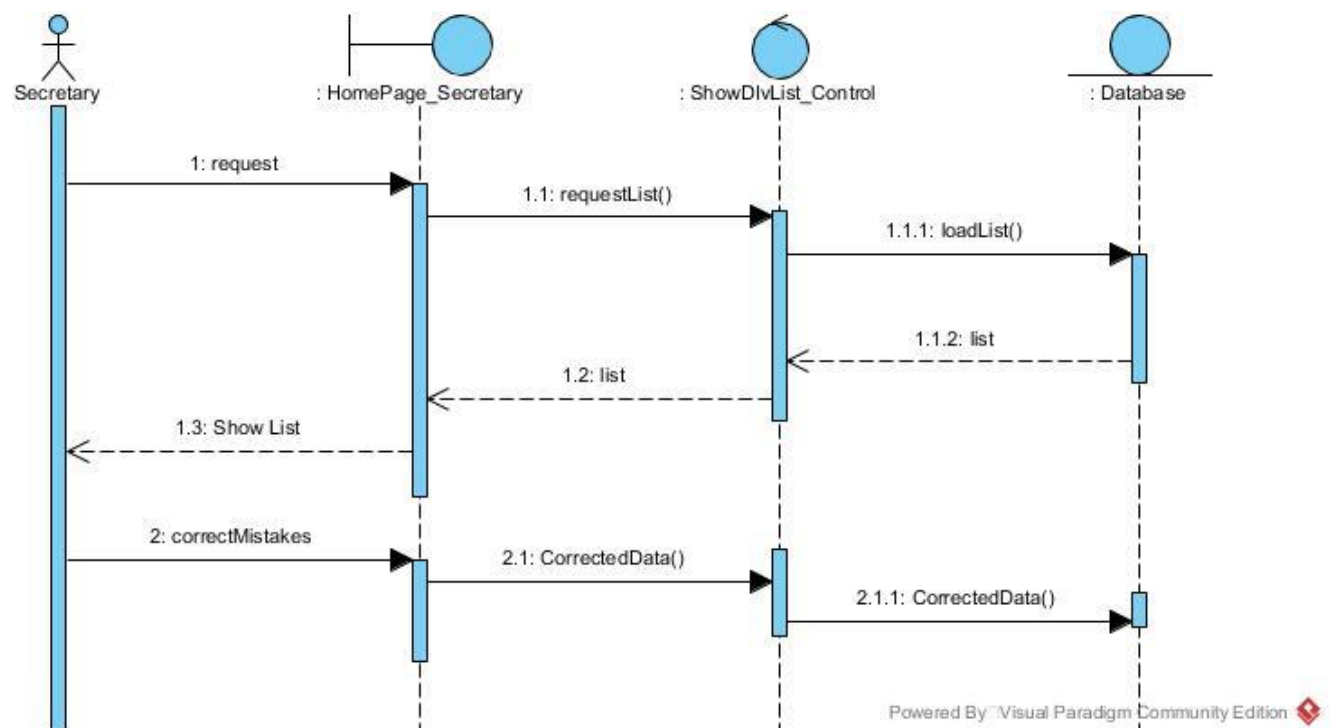 Secretary
: HomePage_Secretary
: ShowDlvList_Control
: Database
1: request
1.1: requestList()
1.1.1: loadList()
1.1.2: list
1.2: list
1.3: Show List
2: correctMistakes
2.1: CorrectedData()
2.1.1: CorrectedData()
Powered By Visual Paradigm Community Edition